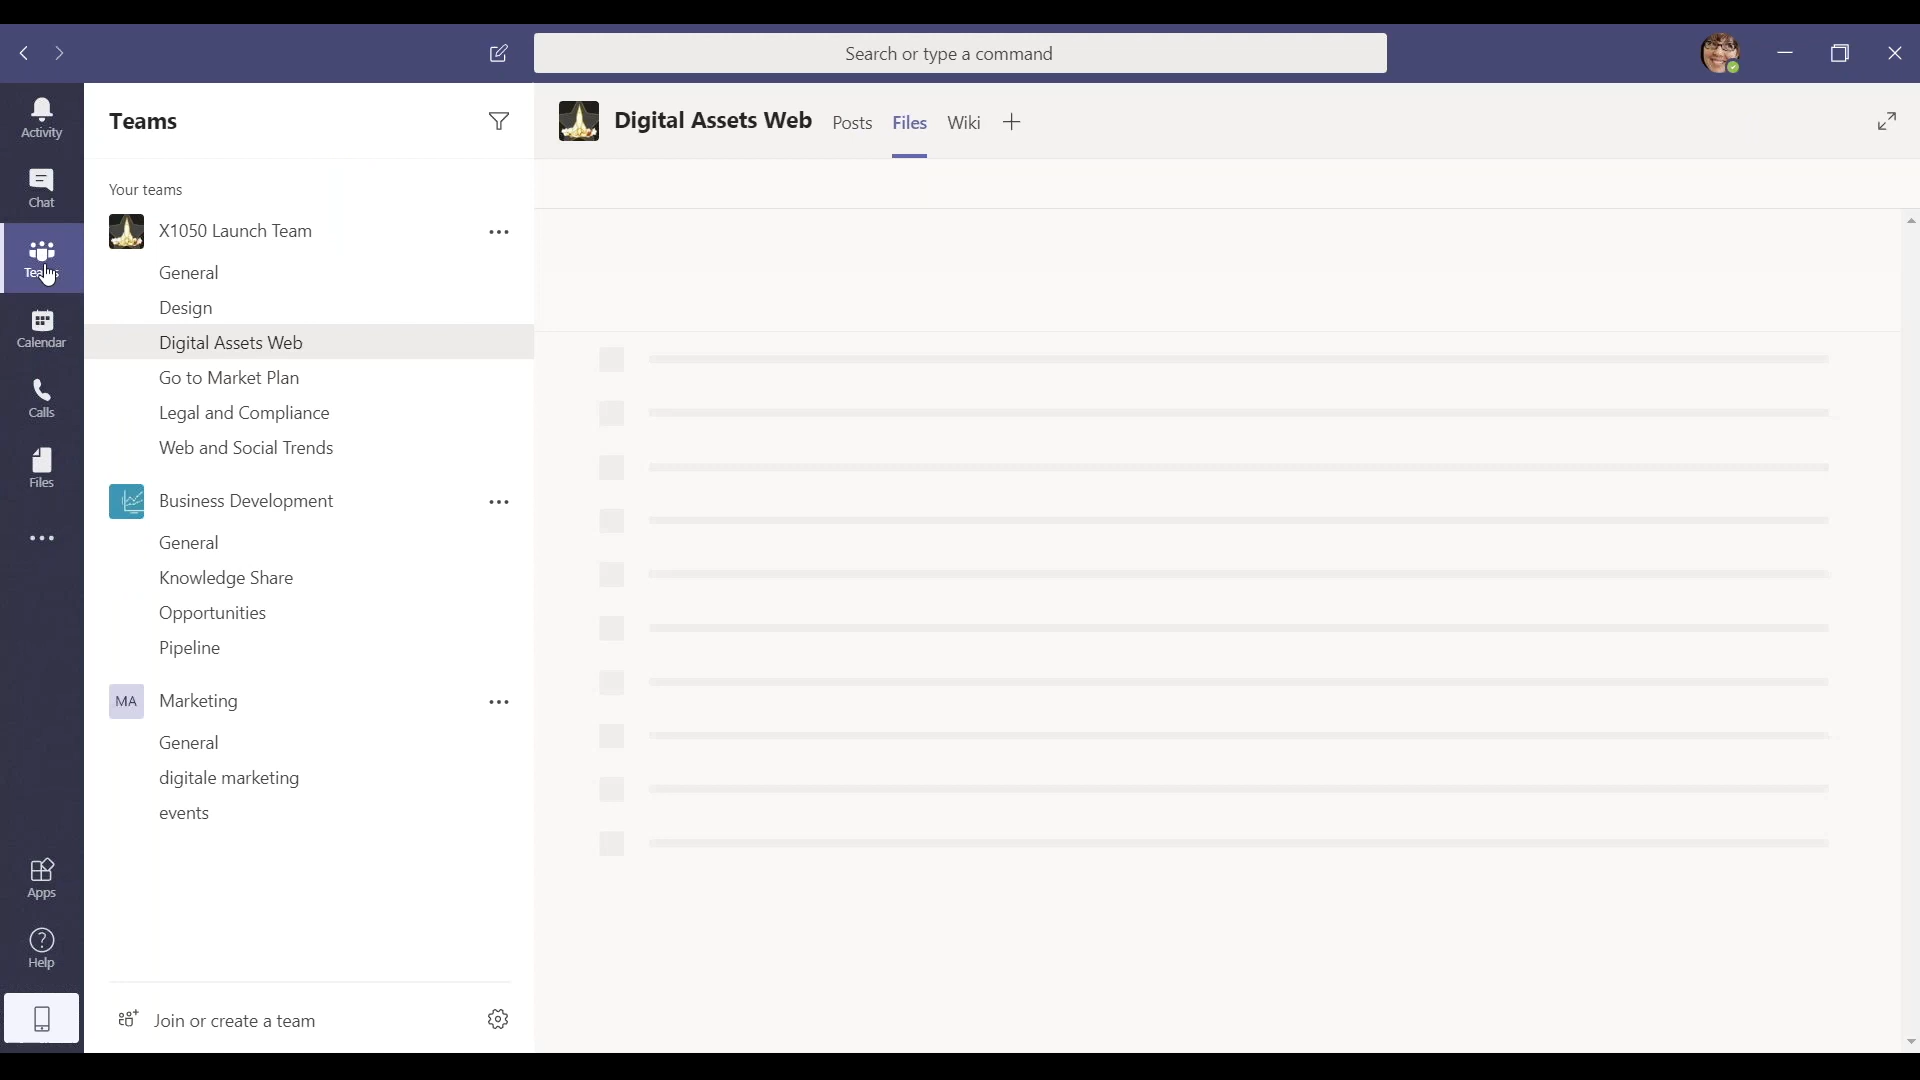 Search or type a command
Activity
Chat
Teams
Calendar
Calls
Files
Apps
Help
Teams
Your teams
X1050 Launch Team
General
Design
Digital Assets Web
Go to Market Plan
Legal and Compliance
Web and Social Trends
Business Development
General
Knowledge Share
Opportunities
Pipeline
MA Marketing
General
digitale marketing
events
Join or create a team
Digital Assets Web Posts Files Wiki